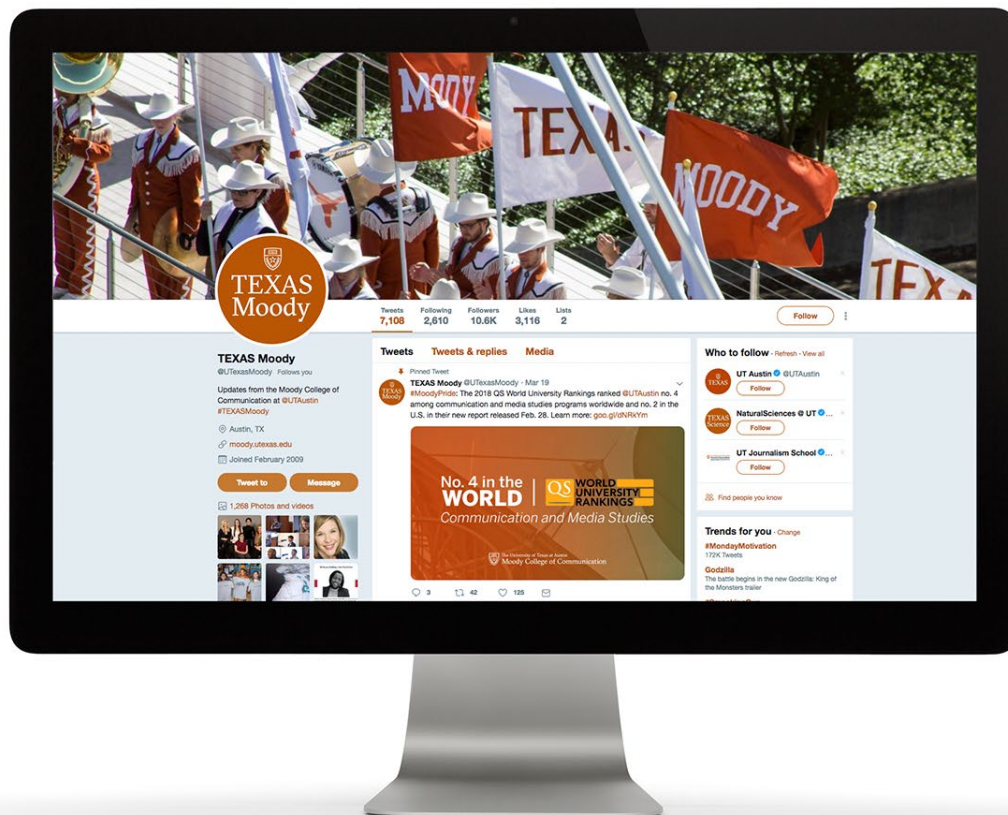 MOODY
TEXAS
MOODY
TEXA
TEXAS
Moody
Tweets
7,108
Following
2,610
Followers
10.6K
Likes
3,116
Lists
2
Follow
TEXAS Moody
@UTexasMoody Follows you
Updates from the Moody College of
Communication at @UTAustin
#TEXASMoody
Austin, TX
moody.utexas.edu
Joined February 2009
Tweet to
Message
1,268 Photos and videos
Tweets Tweets & replies Media
Pinned Tweet
TEXAS
Moody
TEXAS Moody @UTexasMoody · Mar 19
#MoodyPride: The 2018 QS World University Rankings ranked @UTAustin no. 4
among communication and media studies programs worldwide and no. 2 in the
U.S. in their new report released Feb. 28. Learn more: goo.gl/dNRkYm
No. 4 in the
WORLD
QS WORLD
UNIVERSITY
RANKINGS
Communication and Media Studies
The University of Texas at Austin
Moody College of Communication
3 42 125
Who to follow · Refresh · View all
TEXAS
UT Austin @UTAustin
Follow
TEXAS
Science
NaturalSciences @ UT ...
Follow
UT Journalism School ...
Follow
Find people you know
Trends for you · Change
#MondayMotivation
172K Tweets
Godzilla
The battle begins in the new Godzilla: King of
the Monsters trailer